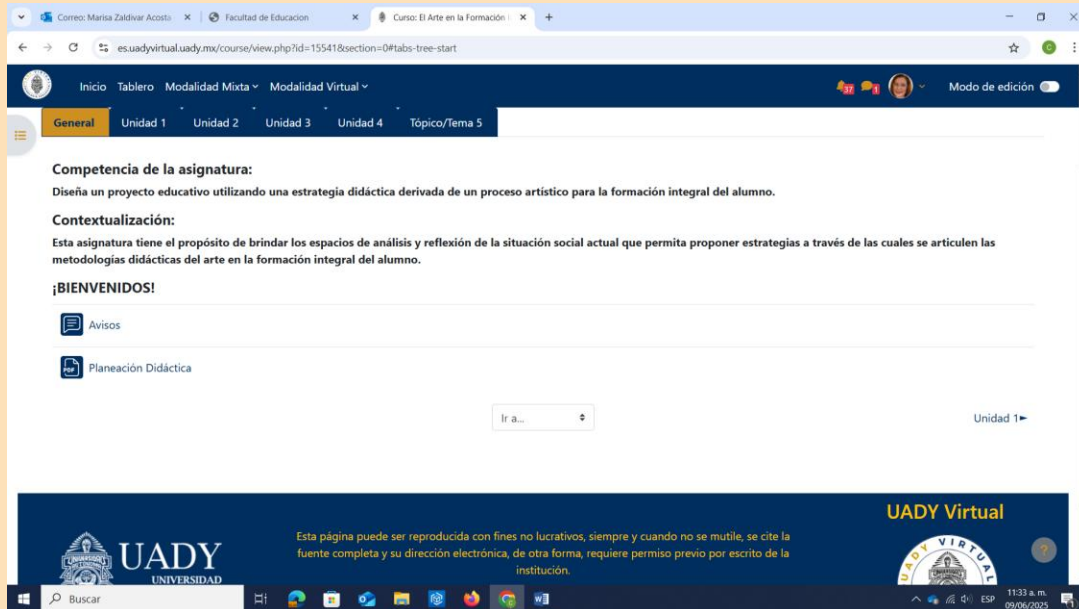 Correo: Marisa Zaldivar Acosta
Facultad de Educacion
Curso: El Arte en la Formación
es.uadyvirtual.uady.mx/course/view.php?id=15541&section=0#tabs-tree-start
Inicio Tablero Modalidad Mixta Modalidad Virtual 37 1 Modo de edición
General Unidad 1 Unidad 2 Unidad 3 Unidad 4 Tópico/Tema 5
Competencia de la asignatura:
Diseña un proyecto educativo utilizando una estrategia didáctica derivada de un proceso artístico para la formación integral del alumno.
Contextualización:
Esta asignatura tiene el propósito de brindar los espacios de análisis y reflexión de la situación social actual que permita proponer estrategias a través de las cuales se articulen las
metodologías didácticas del arte en la formación integral del alumno.
¡BIENVENIDOS!
Avisos
PDF
Planeación Didáctica
Ir a...
Unidad 1►
UADY Virtual
Esta página puede ser reproducida con fines no lucrativos, siempre y cuando no se mutile, se cite la
fuente completa y su dirección electrónica, de otra forma, requiere permiso previo por escrito de la
institución.
UADY
UNIVERSIDAD
VIRTUAL
Buscar
ESP
11:33 a. m.
09/06/2025